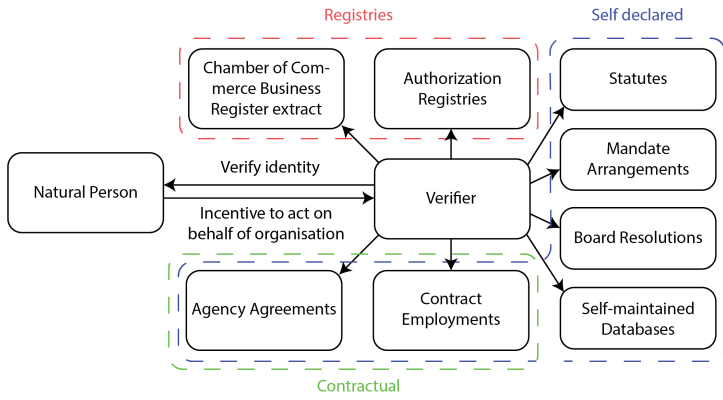 Registries
Self declared
Chamber of Com-
merce Business
Register extract
Authorization
Registries
Statutes
Mandate
Arrangements
Natural Person
Verify identity
Incentive to act on
behalf of organisation
Verifier
Board Resolutions
Agency Agreements
Contract
Employments
Self-maintained
Databases
Contractual